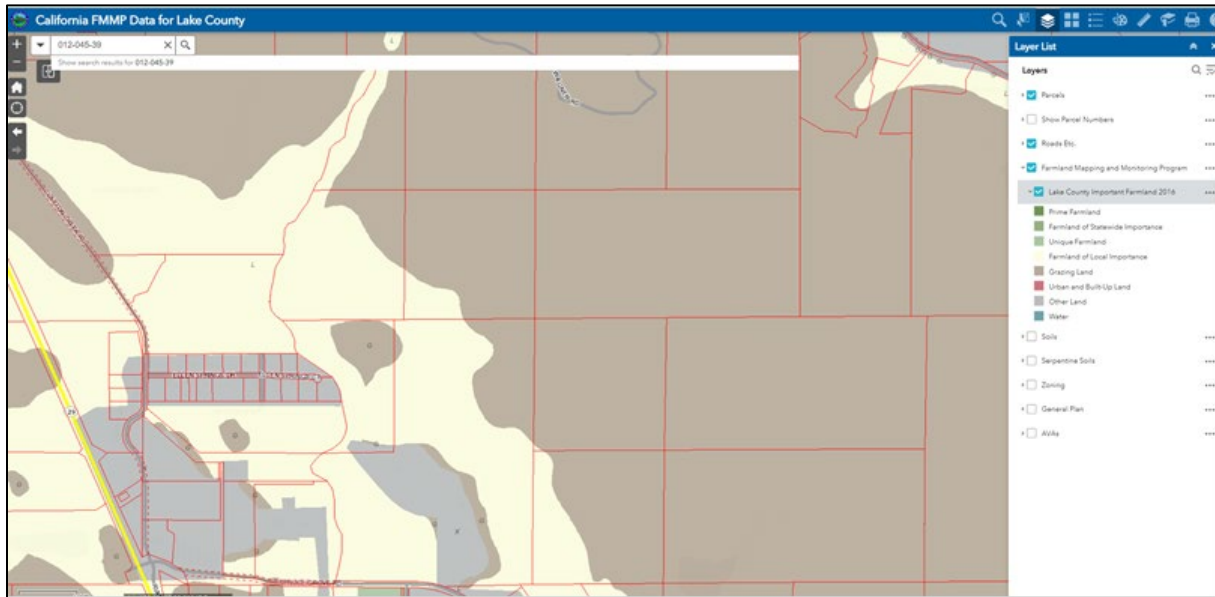 California FMMP Data for Lake County
012-045-39
Show search results for 012-045-39
Layer List
Layers
Parcels
Show Parcel Numbers
Roads Etc.
Farmland Mapping and Monitoring Program
Lake County Important Farmland 2016
Prime Farmland
Farmland of Statewide Importance
Unique Farmland
Farmland of Local Importance
Grazing Land
Urban and Built-Up Land
Other Land
Water
Soils
Serpentine Soils
Zoning
General Plan
AVAs
29
L
L
G
G
G
G